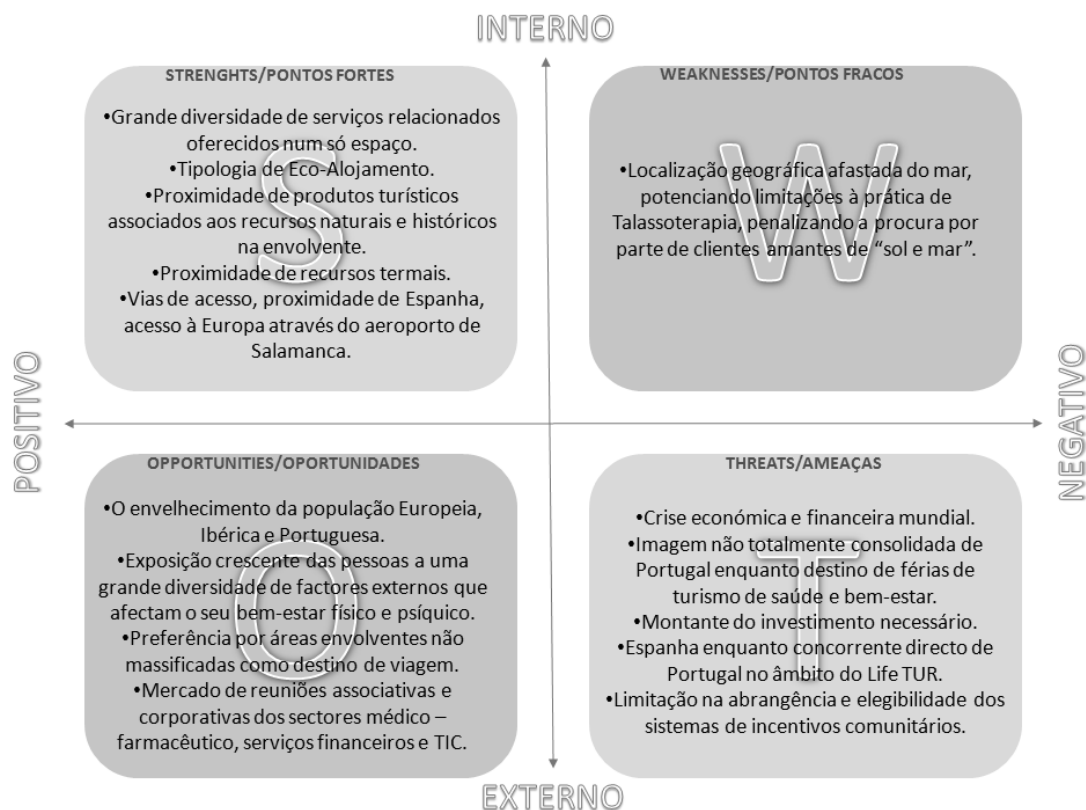 INTERNO
STRENGHTS/PONTOS FORTES
•Grande diversidade de serviços relacionados
oferecidos num só espaço.
•Tipologia de Eco-Alojamento.
•Proximidade de produtos turísticos
associados aos recursos naturais e históricos
na envolvente.
•Proximidade de recursos termais.
•Vias de acesso, proximidade de Espanha,
acesso à Europa através do aeroporto de
Salamanca.
S
WEAKNESSES/PONTOS FRACOS
•Localização geográfica afastada do mar,
potenciando limitações à prática de
Talassoterapia, penalizando a procura por
parte de clientes amantes de “sol e mar”.
W
POSITIVO
NEGATIVO
OPPORTUNITIES/OPORTUNIDADES
•O envelhecimento da população Europeia,
Ibérica e Portuguesa.
•Exposição crescente das pessoas a uma
grande diversidade de factores externos que
afectam o seu bem-estar físico e psíquico.
•Preferência por áreas envolventes não
massificadas como destino de viagem.
•Mercado de reuniões associativas e
corporativas dos sectores médico –
farmacêutico, serviços financeiros e TIC.
O
THREATS/AMEAÇAS
•Crise económica e financeira mundial.
•Imagem não totalmente consolidada de
Portugal enquanto destino de férias de
turismo de saúde e bem-estar.
•Montante do investimento necessário.
•Espanha enquanto concorrente directo de
Portugal no âmbito do Life TUR.
•Limitação na abrangência e elegibilidade dos
sistemas de incentivos comunitários.
T
EXTERNO